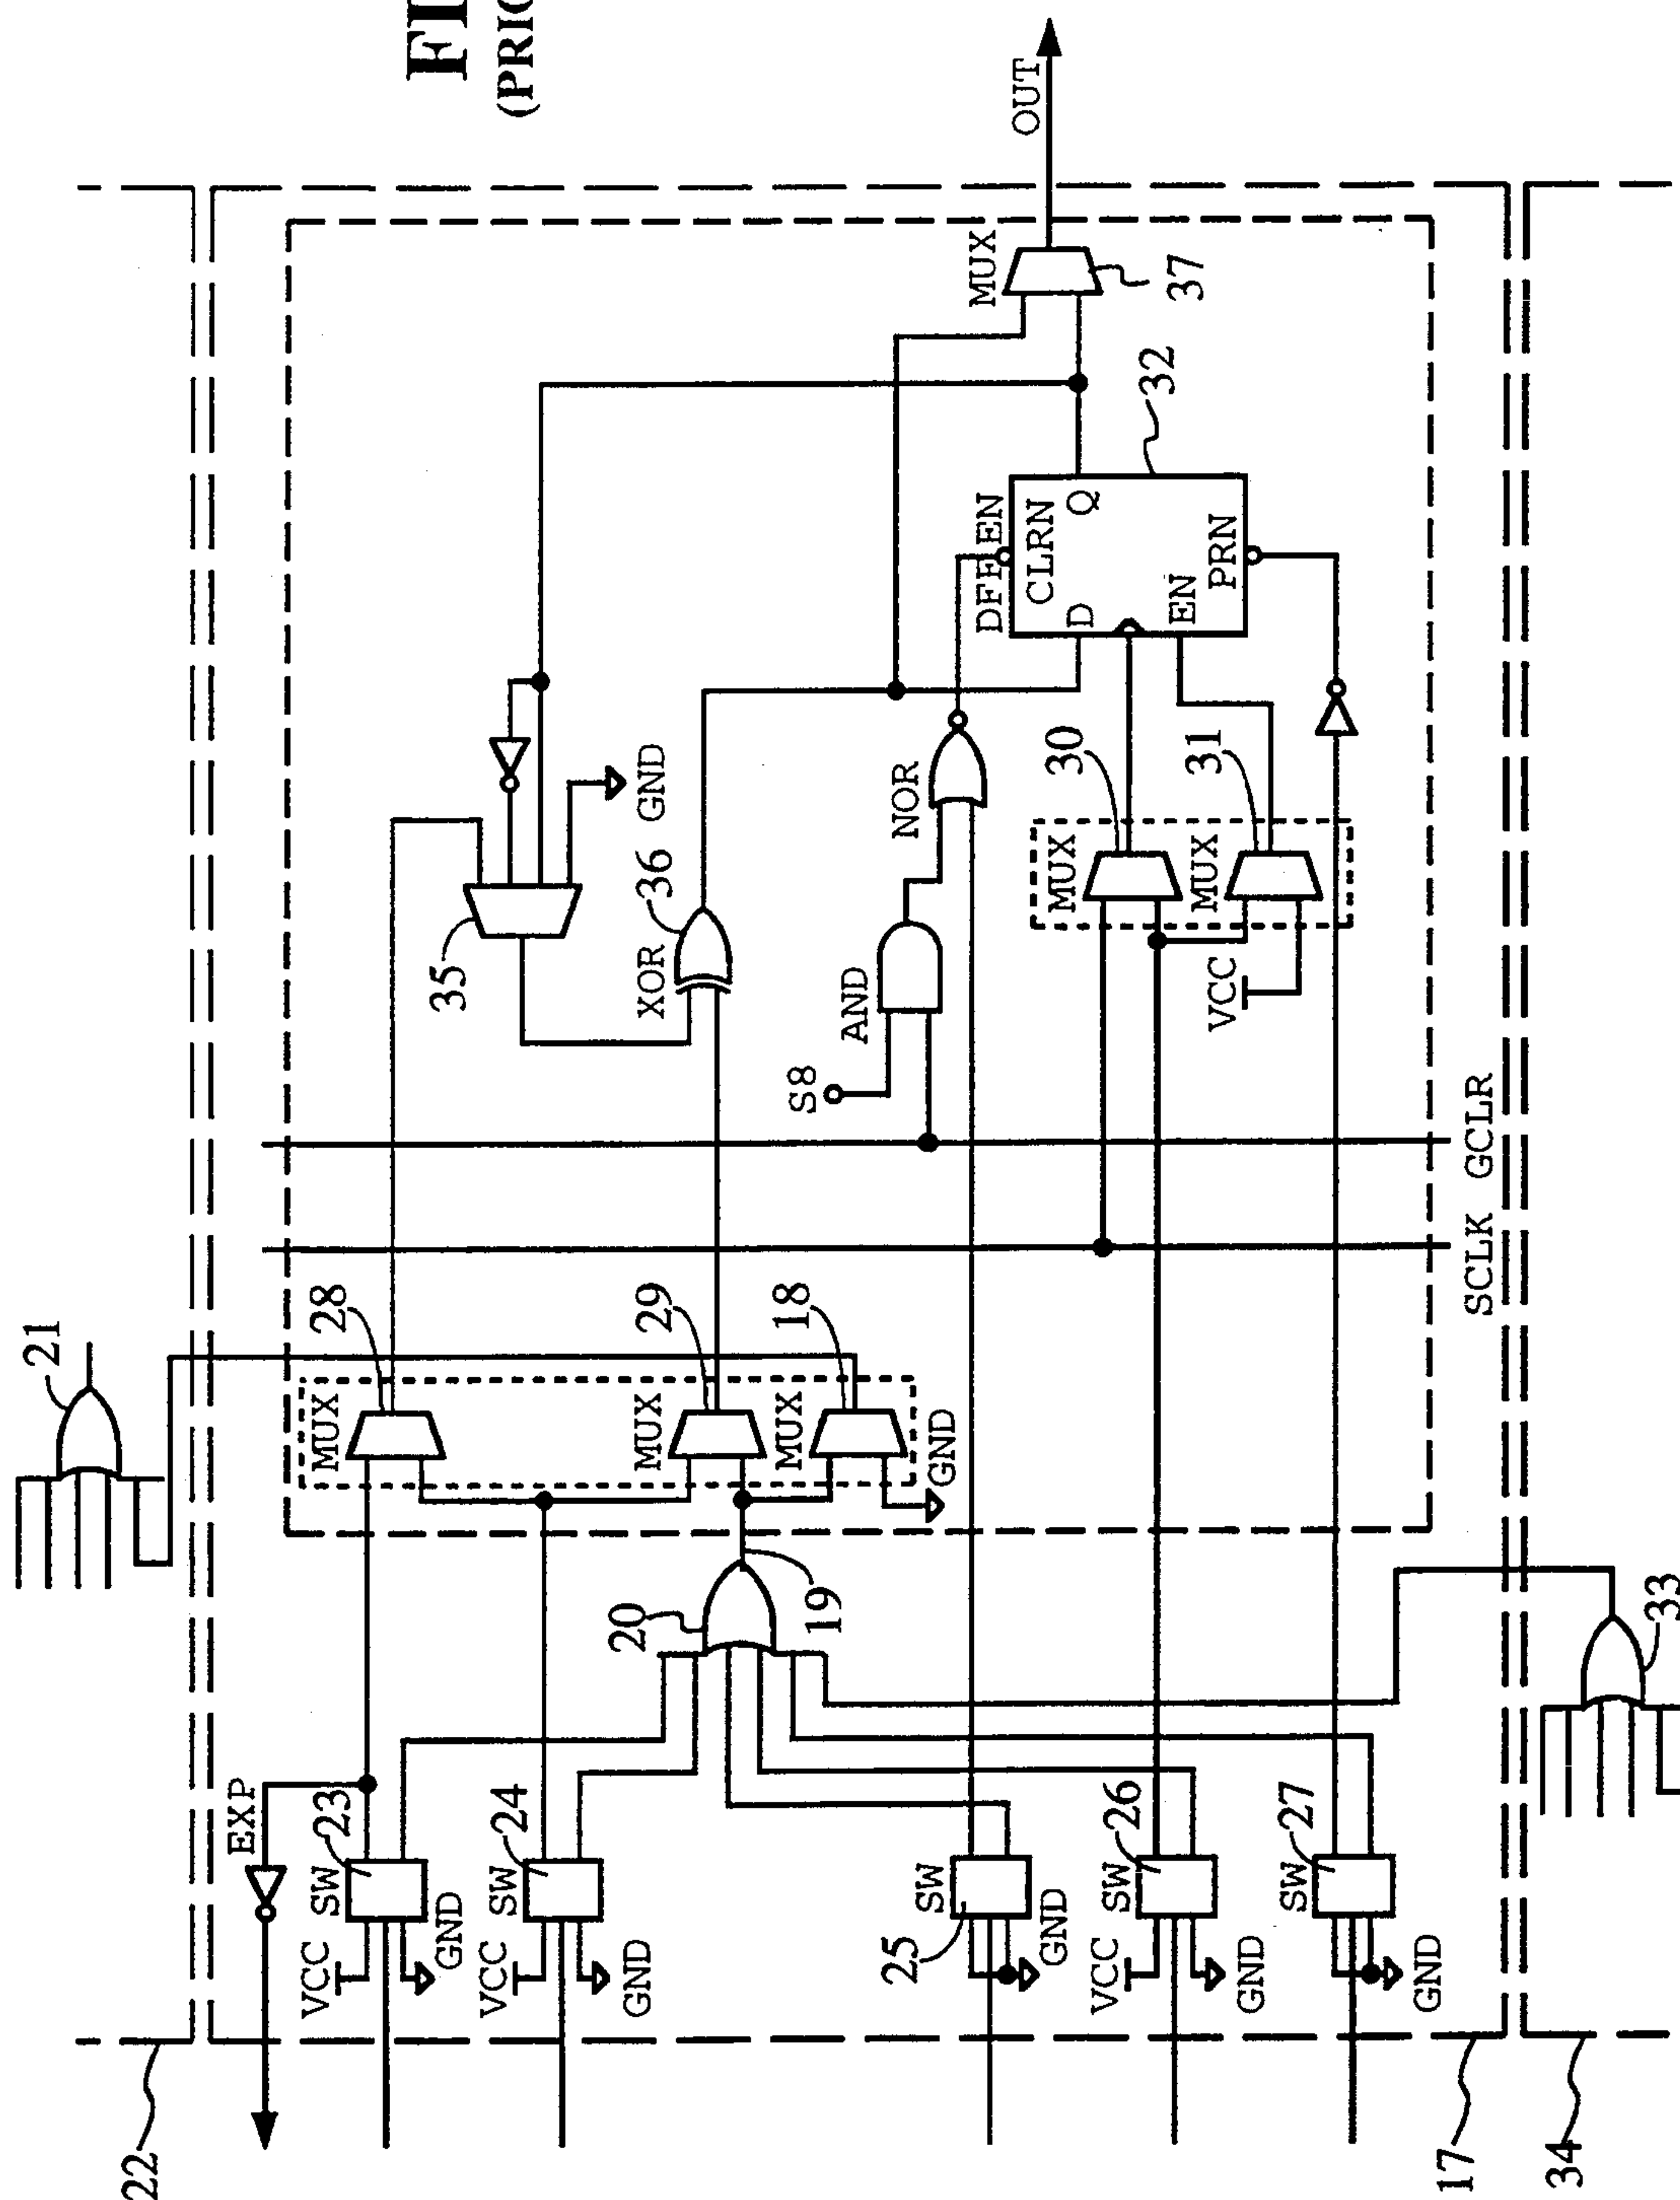 FI
(PRIO
21
22
EXP
VCC
SW
23
GND
VCC
SW
24
GND
SW
25
GND
VCC
SW
26
GND
SW
27
GND
20
19
33
MUX
28
MUX
29
MUX
18
GND
SCLK
GCLR
35
GND
XOR
36
S8
AND
NOR
MUX
30
MUX
31
VCC
DFFEN
CLRN
D
Q
EN
PRN
32
MUX
37
OUT
17
34